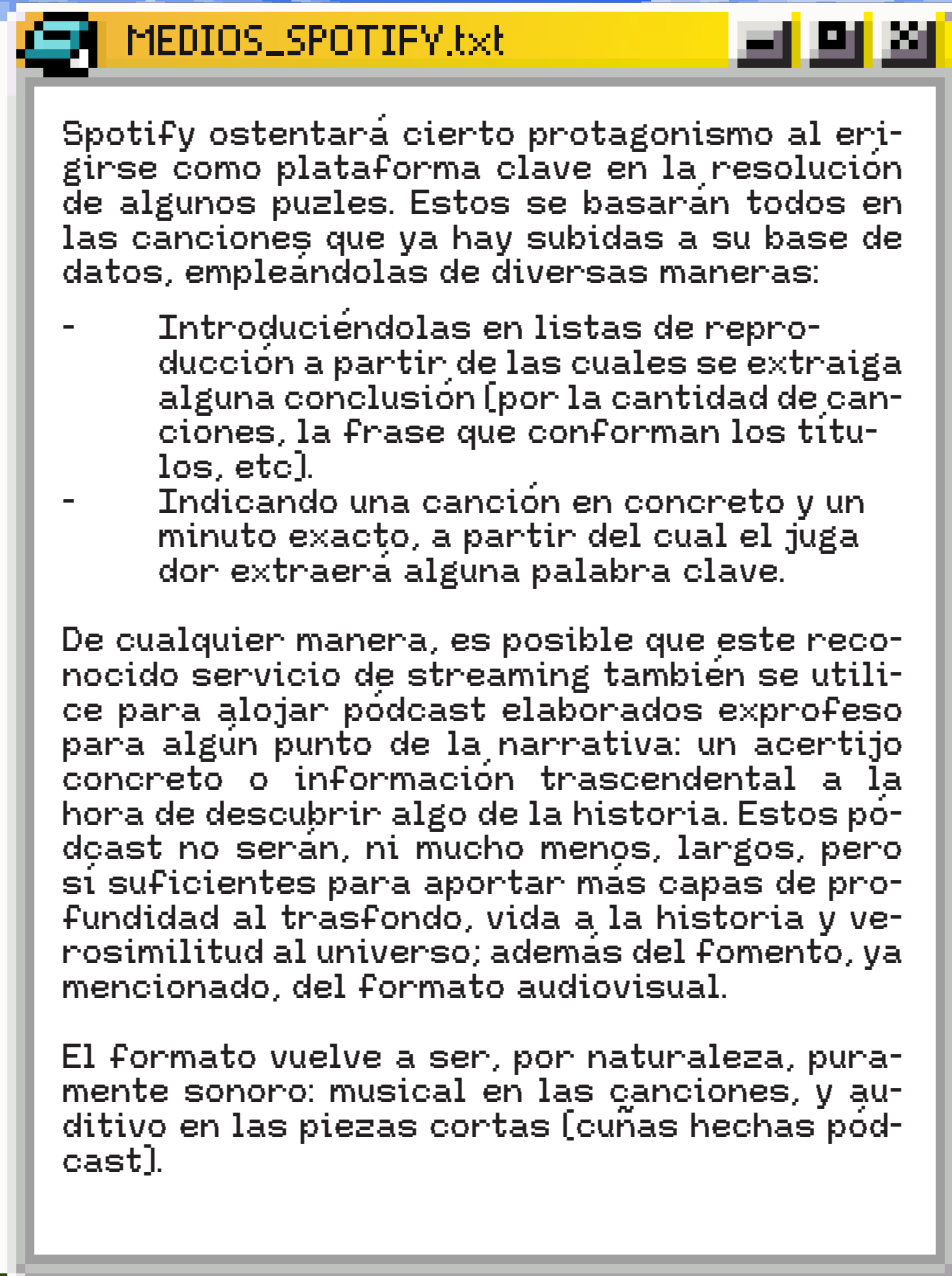 MEDIOS_SPOTIFY.txt
Spotify ostentará cierto protagonismo al eri-
girse como plataforma clave en la resolución
de algunos puzles. Estos se basarán todos en
las canciones que ya hay subidas a su base de
datos, empleándolas de diversas maneras:
- Introduciéndolas en listas de repro-
ducción a partir de las cuales se extraiga
alguna conclusión (por la cantidad de can-
ciones, la frase que conforman los títu-
los, etc).
- Indicando una canción en concreto y un
minuto exacto, a partir del cual el juga
dor extraerá alguna palabra clave.
De cualquier manera, es posible que este reco-
nocido servicio de streaming también se utili-
ce para alojar pódcast elaborados exprofeso
para algún punto de la narrativa: un acertijo
concreto o información trascendental a la
hora de descubrir algo de la historia. Estos pó-
dcast no serán, ni mucho menos, largos, pero
sí suficientes para aportar más capas de pro-
fundidad al trasfondo, vida a la historia y ve-
rosimilitud al universo; además del fomento, ya
mencionado, del formato audiovisual.
El formato vuelve a ser, por naturaleza, pura-
mente sonoro: musical en las canciones, y au-
ditivo en las piezas cortas (cuñas hechas pód-
cast).